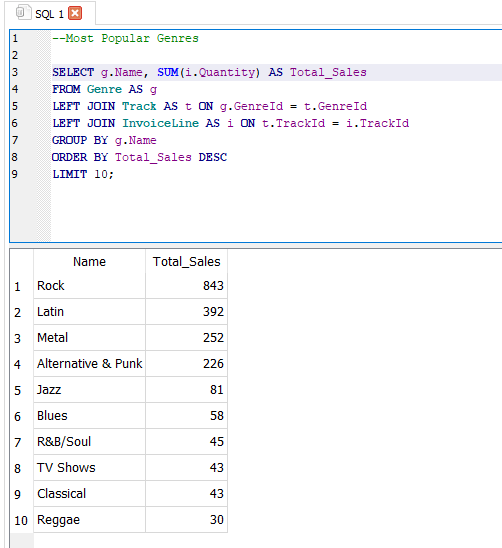 SQL 1
1 --Most Popular Genres
2
3 SELECT g.Name, SUM(i.Quantity) AS Total_Sales
4 FROM Genre AS g
5 LEFT JOIN Track AS t ON g.GenreId = t.GenreId
6 LEFT JOIN InvoiceLine AS i ON t.TrackId = i.TrackId
7 GROUP BY g.Name
8 ORDER BY Total_Sales DESC
9 LIMIT 10;
Name Total_Sales
1 Rock 843
2 Latin 392
3 Metal 252
4 Alternative & Punk 226
5 Jazz 81
6 Blues 58
7 R&B/Soul 45
8 TV Shows 43
9 Classical 43
10 Reggae 30